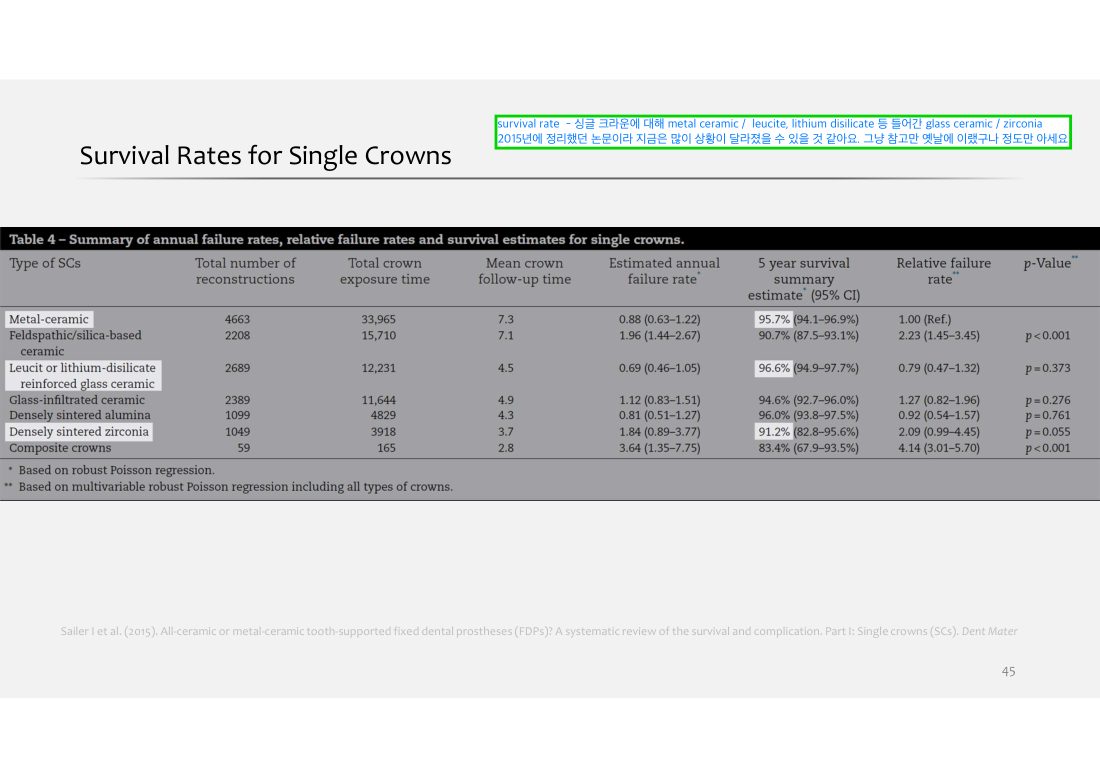 survival rate - 싱글 크라운에 대해 metal ceramic / leucite, lithium disilicate 등 들어간 glass ceramic / zirconia
2015년에 정리했던 논문이라 지금은 많이 상황이 달라졌을 수 있을 것 같아요. 그냥 참고만 옛날에 이랬구나 정도만 아세요
Survival Rates for Single Crowns
Table 4 – Summary of annual failure rates, relative failure rates and survival estimates for single crowns.
Type of SCs Total number of reconstructions Total crown exposure time Mean crown follow-up time Estimated annual failure rate* 5 year survival summary estimate* (95% CI) Relative failure rate** p-Value**
Metal-ceramic 4663 33,965 7.3 0.88 (0.63–1.22) 95.7% (94.1–96.9%) 1.00 (Ref.)
Feldspathic/silica-based ceramic 2208 15,710 7.1 1.96 (1.44–2.67) 90.7% (87.5–93.1%) 2.23 (1.45–3.45) p < 0.001
Leucit or lithium-disilicate reinforced glass ceramic 2689 12,231 4.5 0.69 (0.46–1.05) 96.6% (94.9–97.7%) 0.79 (0.47–1.32) p = 0.373
Glass-infiltrated ceramic 2389 11,644 4.9 1.12 (0.83–1.51) 94.6% (92.7–96.0%) 1.27 (0.82–1.96) p = 0.276
Densely sintered alumina 1099 4829 4.3 0.81 (0.51–1.27) 96.0% (93.8–97.5%) 0.92 (0.54–1.57) p = 0.761
Densely sintered zirconia 1049 3918 3.7 1.84 (0.89–3.77) 91.2% (82.8–95.6%) 2.09 (0.99–4.45) p = 0.055
Composite crowns 59 165 2.8 3.64 (1.35–7.75) 83.4% (67.9–93.5%) 4.14 (3.01–5.70) p < 0.001
* Based on robust Poisson regression.
** Based on multivariable robust Poisson regression including all types of crowns.
Sailer I et al. (2015). All-ceramic or metal-ceramic tooth-supported fixed dental prostheses (FDPs)? A systematic review of the survival and complication. Part I: Single crowns (SCs). Dent Mater
45